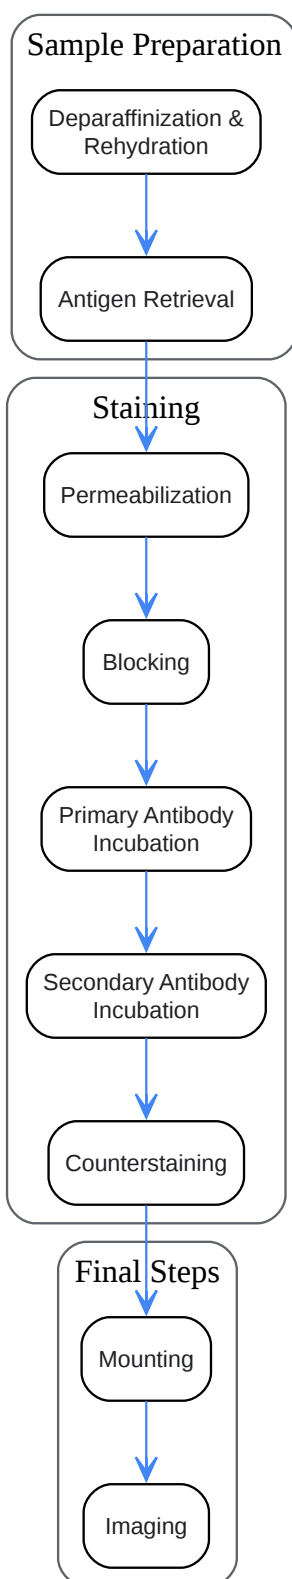 Sample Preparation
Deparaffinization &
Rehydration
Antigen Retrieval
Staining
Permeabilization
Blocking
Primary Antibody
Incubation
Secondary Antibody
Incubation
Counterstaining
Final Steps
Mounting
Imaging